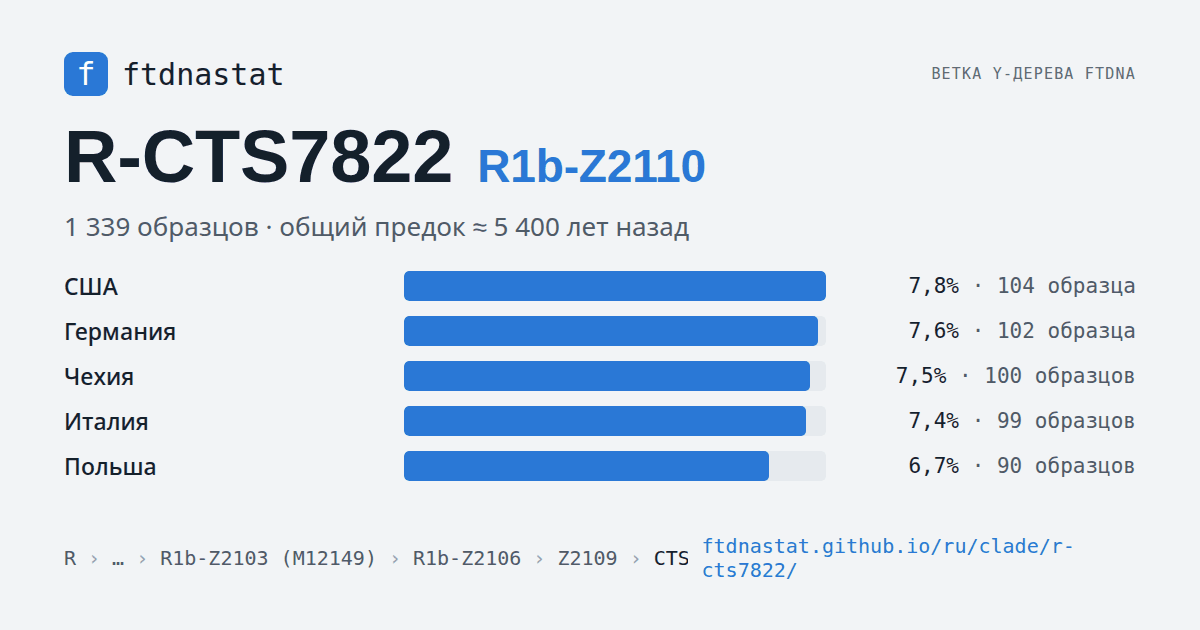 f ftdnastat
ВЕТКА Y-ДЕРЕВА FTDNA
R-CTS7822 R1b-Z2110
1 339 образцов · общий предок ≈ 5 400 лет назад
США 7,8% · 104 образца
Германия 7,6% · 102 образца
Чехия 7,5% · 100 образцов
Италия 7,4% · 99 образцов
Польша 6,7% · 90 образцов
R › … › R1b-Z2103 (M12149) › R1b-Z2106 › Z2109 › CTS
ftdnastat.github.io/ru/clade/r-
cts7822/